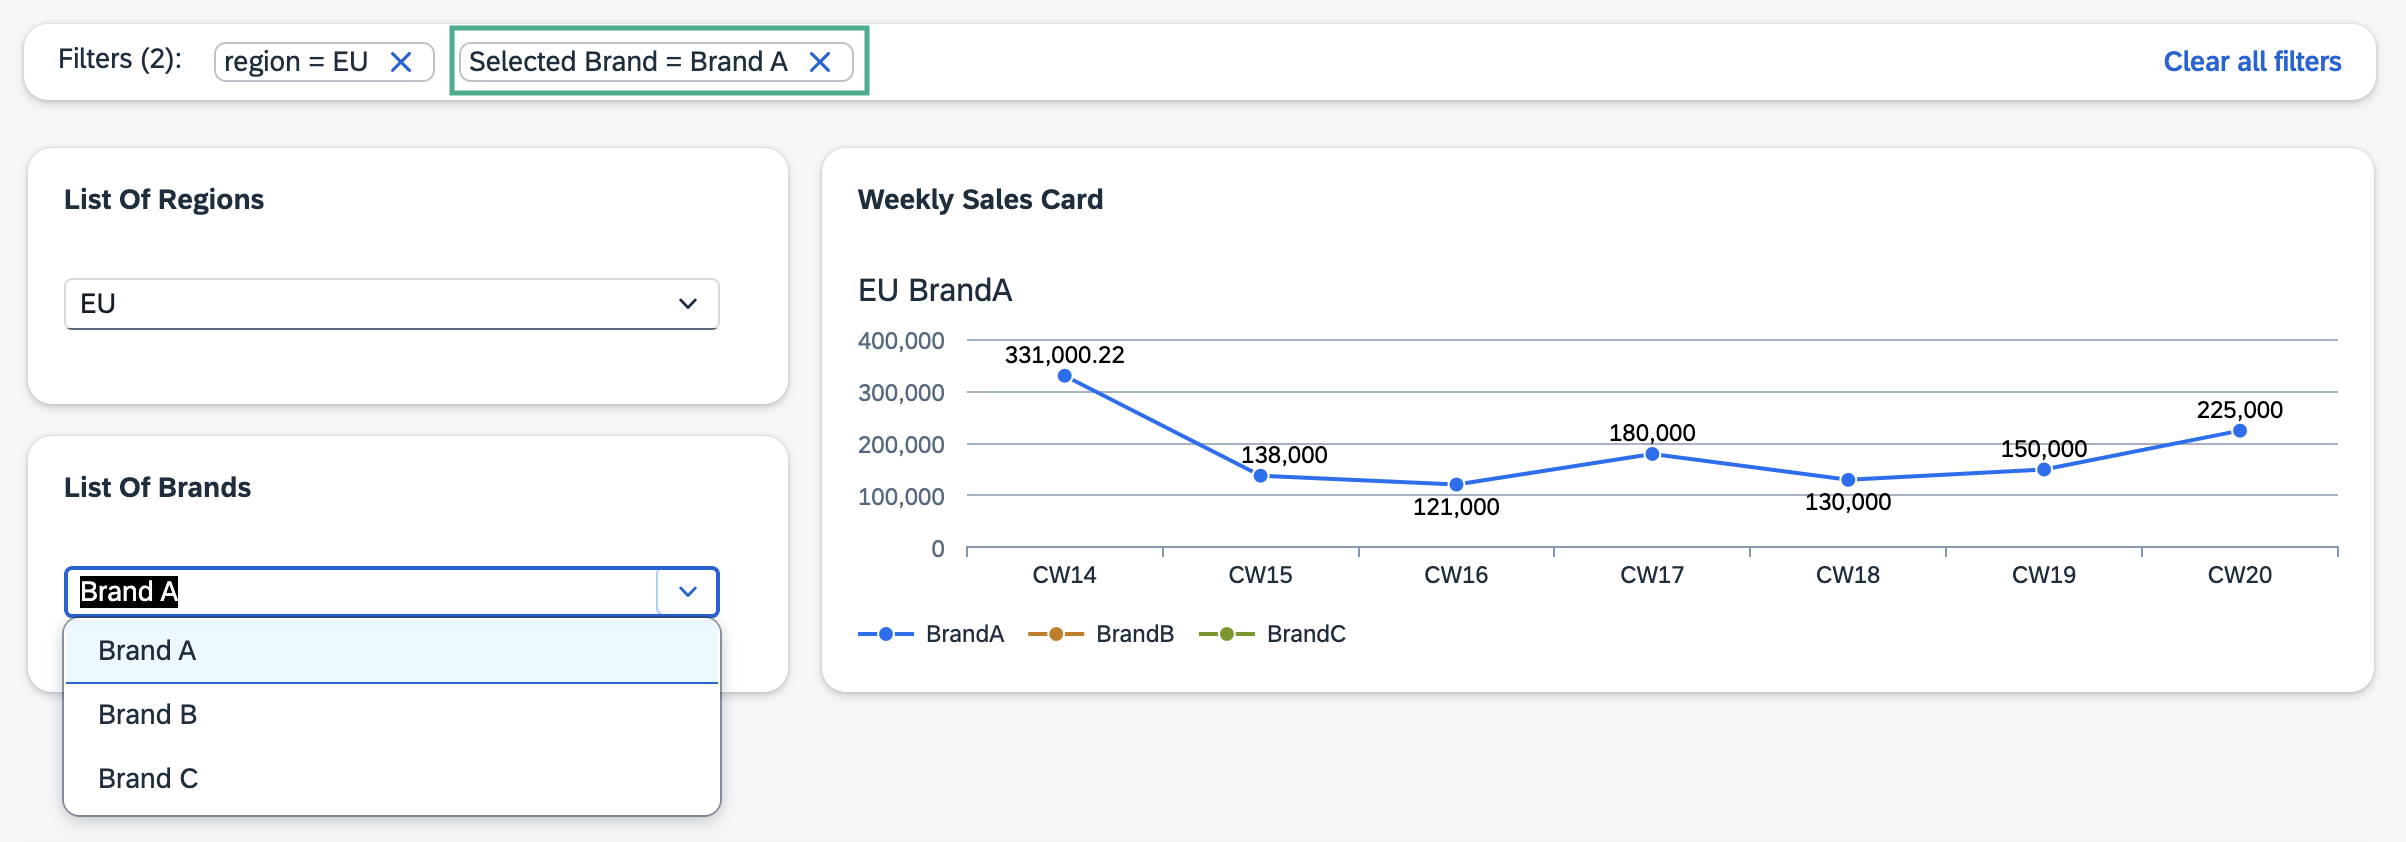 Filters (2): region = EU Selected Brand = Brand A Clear all filters
List Of Regions
EU
List Of Brands
Brand A
Brand A
Brand B
Brand C
Weekly Sales Card
EU BrandA
400,000
300,000
200,000
100,000
0
331,000.22
138,000
121,000
180,000
130,000
150,000
225,000
CW14 CW15 CW16 CW17 CW18 CW19 CW20
BrandA BrandB BrandC